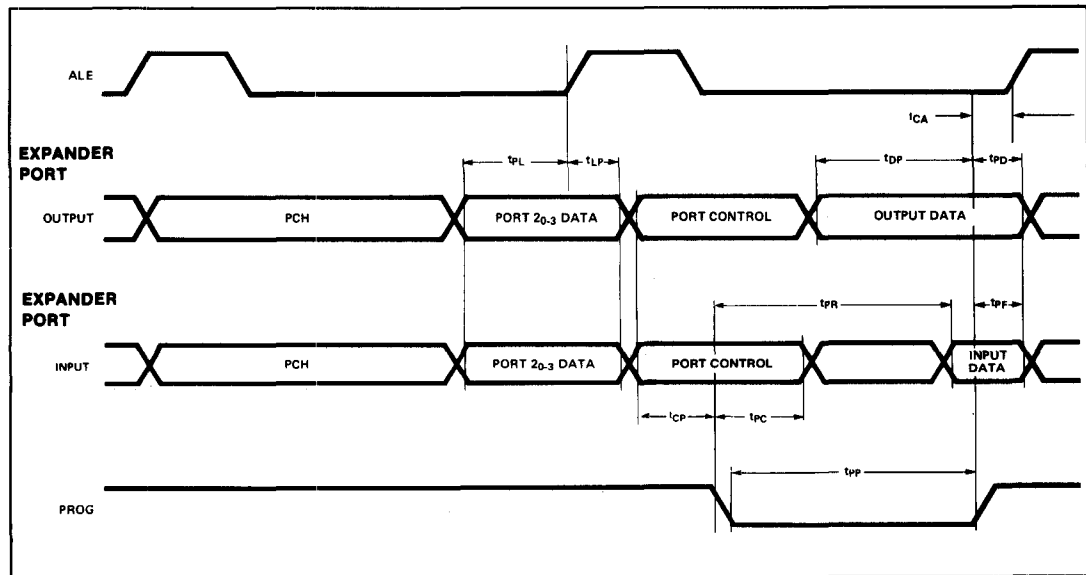 ALE
tCA
EXPANDER
PORT
tPL
tLP
tDP
tPD
OUTPUT
PCH
PORT 20-3 DATA
PORT CONTROL
OUTPUT DATA
EXPANDER
PORT
tPR
tPF
INPUT
PCH
PORT 20-3 DATA
PORT CONTROL
INPUT
DATA
tCP
tPC
tPP
PROG